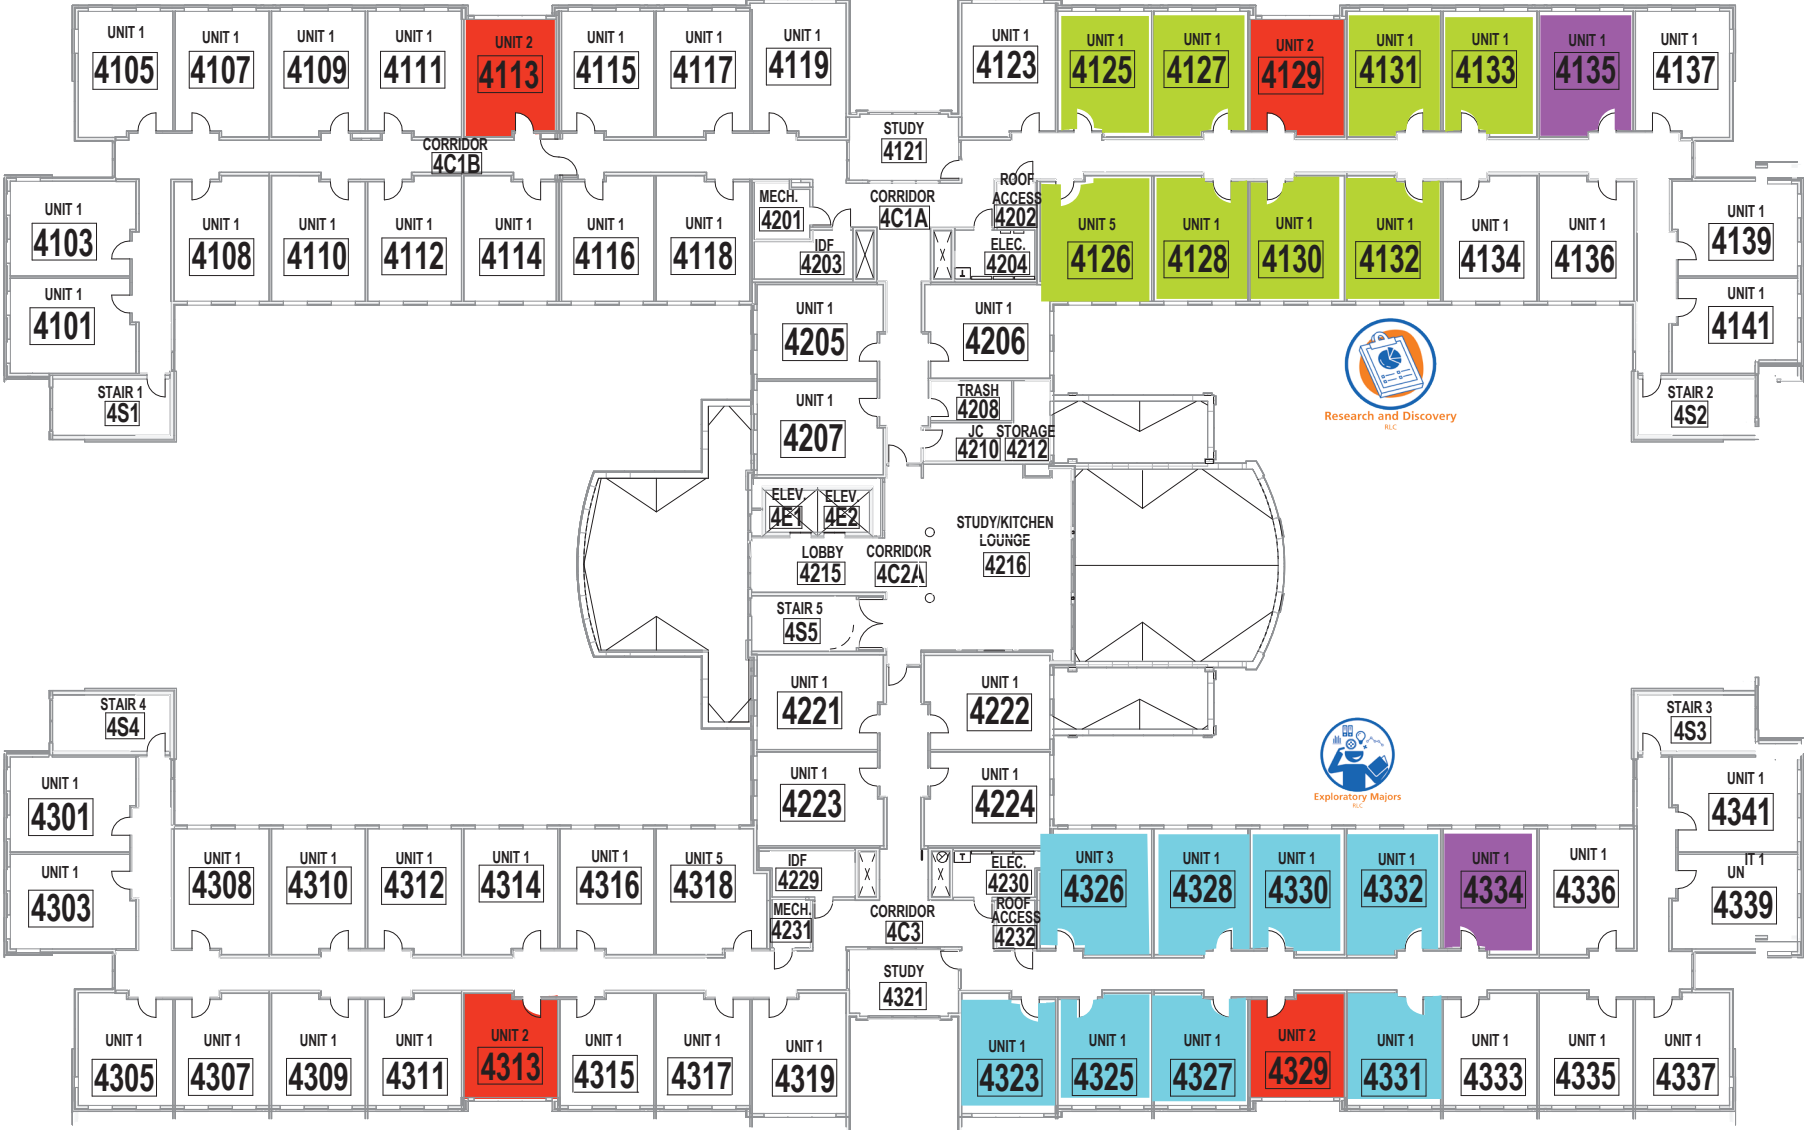 UNIT 1
4105
UNIT 1
4107
UNIT 1
4109
UNIT 1
4111
UNIT 2
4113
UNIT 1
4115
UNIT 1
4117
UNIT 1
4119
UNIT 1
4123
UNIT 1
4125
UNIT 1
4127
UNIT 2
4129
UNIT 1
4131
UNIT 1
4133
UNIT 1
4135
UNIT 1
4137
STUDY
4121
CORRIDOR
4C1B
UNIT 1
4103
UNIT 1
4108
UNIT 1
4110
UNIT 1
4112
UNIT 1
4114
UNIT 1
4116
UNIT 1
4118
MECH.
4201
CORRIDOR
4C1A
ROOF
ACCESS
4202
IDF
4203
ELEC.
4204
UNIT 5
4126
UNIT 1
4128
UNIT 1
4130
UNIT 1
4132
UNIT 1
4134
UNIT 1
4136
UNIT 1
4139
UNIT 1
4101
UNIT 1
4205
UNIT 1
4206
UNIT 1
4141
STAIR 1
4S1
UNIT 1
4207
TRASH
4208
JC
4210
STORAGE
4212
Research and Discovery
RLC
STAIR 2
4S2
ELEV.
4E1
ELEV.
4E2
STUDY/KITCHEN
LOUNGE
4216
LOBBY
4215
CORRIDOR
4C2A
STAIR 5
4S5
UNIT 1
4221
UNIT 1
4222
STAIR 4
4S4
STAIR 3
4S3
Exploratory Majors
RLC
UNIT 1
4301
UNIT 1
4223
UNIT 1
4224
UNIT 1
4341
UNIT 1
4303
UNIT 1
4308
UNIT 1
4310
UNIT 1
4312
UNIT 1
4314
UNIT 1
4316
UNIT 5
4318
IDF
4229
ELEC.
4230
MECH.
4231
CORRIDOR
4C3
ROOF
ACCESS
4232
UNIT 3
4326
UNIT 1
4328
UNIT 1
4330
UNIT 1
4332
UNIT 1
4334
UNIT 1
4336
IT 1
UN
4339
STUDY
4321
UNIT 1
4305
UNIT 1
4307
UNIT 1
4309
UNIT 1
4311
UNIT 2
4313
UNIT 1
4315
UNIT 1
4317
UNIT 1
4319
UNIT 1
4323
UNIT 1
4325
UNIT 1
4327
UNIT 2
4329
UNIT 1
4331
UNIT 1
4333
UNIT 1
4335
UNIT 1
4337